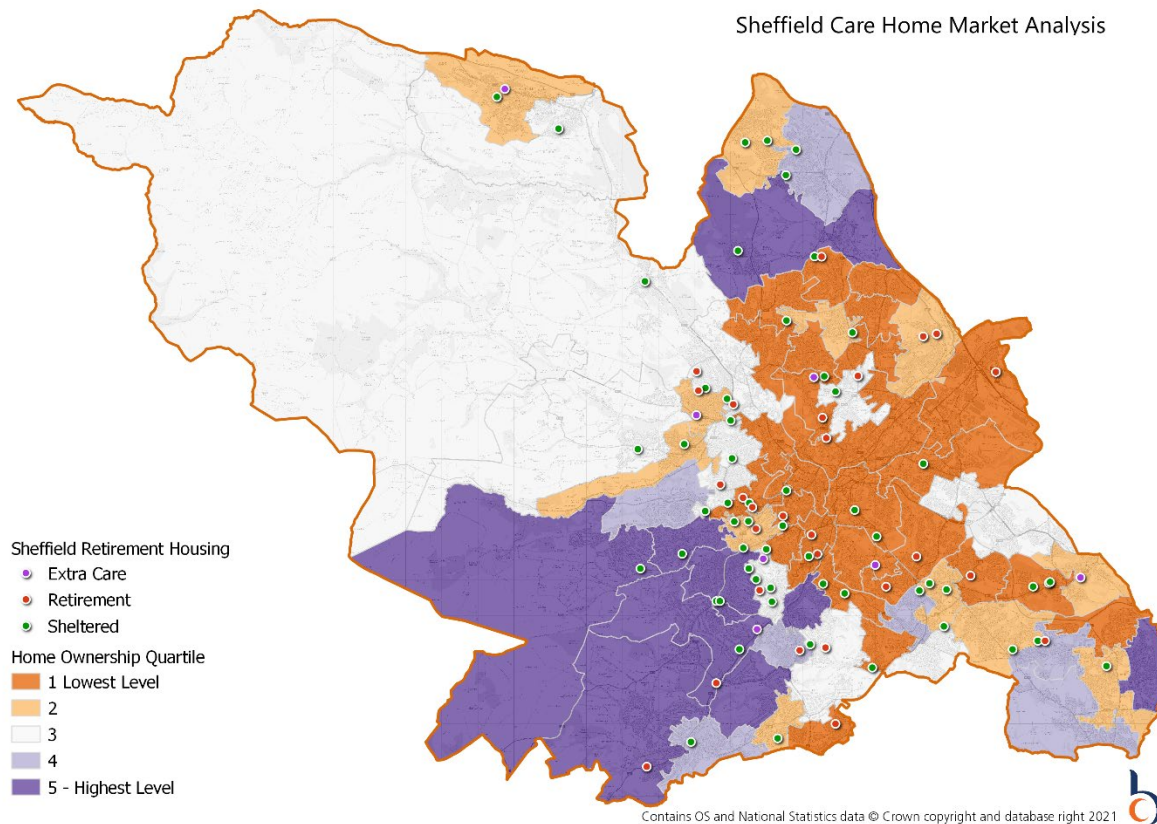 Sheffield Care Home Market Analysis
Sheffield Retirement Housing
Extra Care
Retirement
Sheltered
Home Ownership Quartile
1 Lowest Level
2
3
4
5 - Highest Level
Contains OS and National Statistics data © Crown copyright and database right 2021